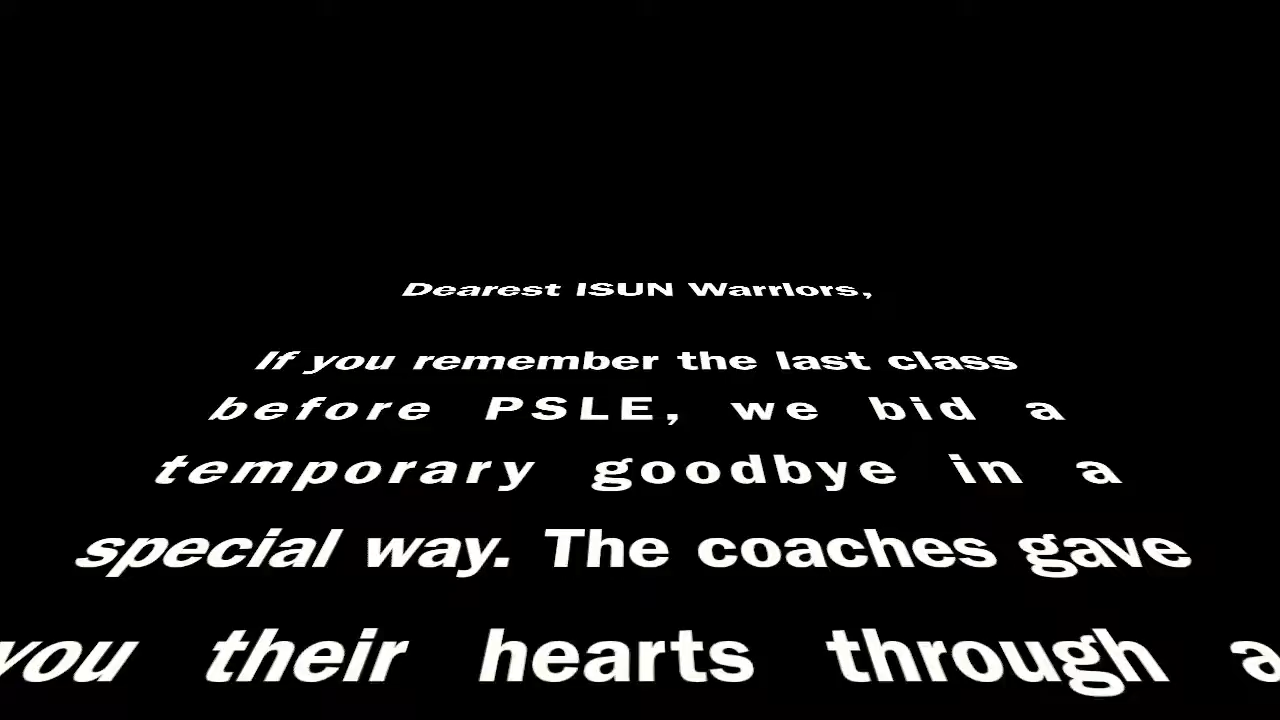 Dearest ISUN Warriors,
If you remember the last class
before PSLE, we bid a
temporary goodbye in a
special way. The coaches gave
you their hearts through a